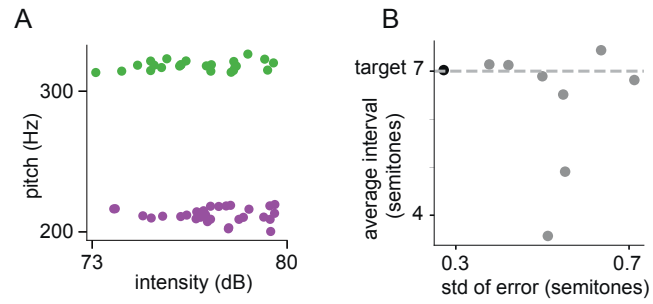 A
300
200
pitch (Hz)
73
80
intensity (dB)
B
target 7
4
average interval
(semitones)
0.3
0.7
std of error (semitones)